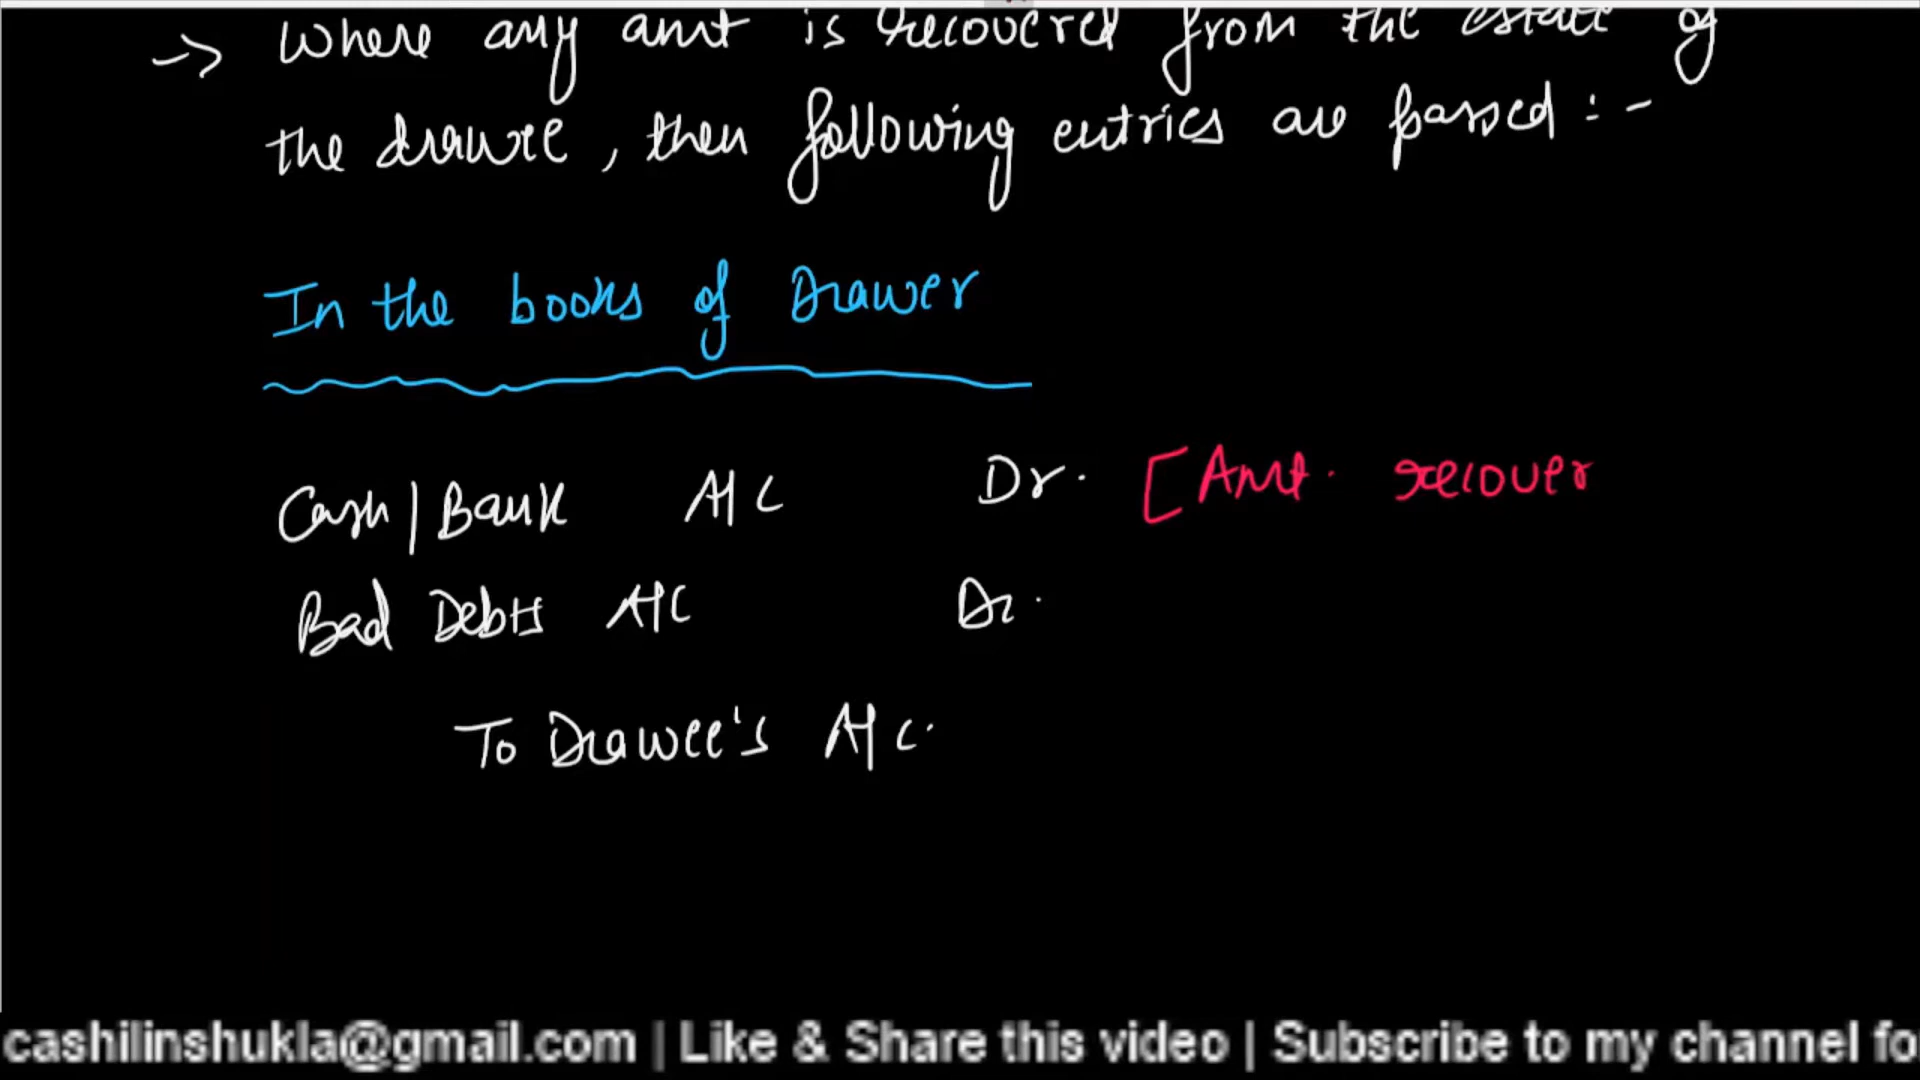 -> Where any amt is recovered from the estate of
the drawee, then following entries are passed :-
In the books of Drawer
Cash | Bank A/C Dr. [Amt. recover
Bad Debts A/C Dr.
To Drawee's A/c.
cashilinshukla@gmail.com | Like & Share this video | Subscribe to my channel fo